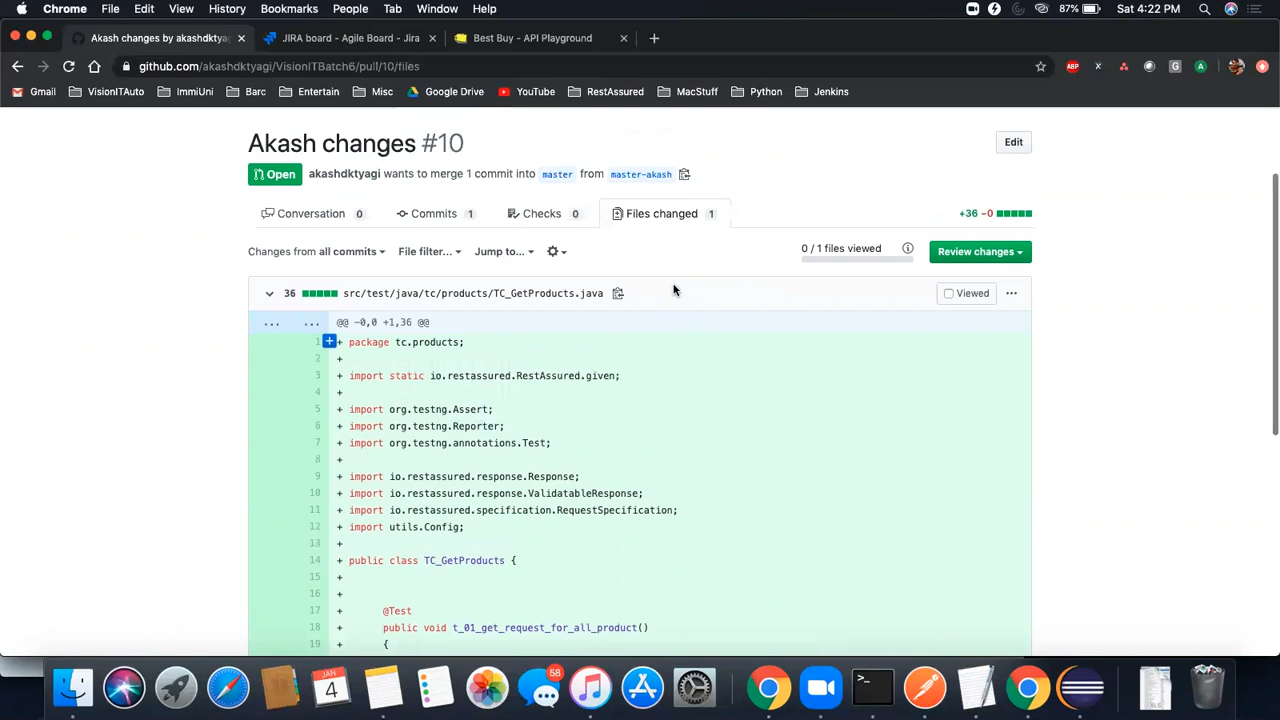 Chrome File Edit View History Bookmarks People Tab Window Help 87% Sat 4:22 PM
Akash changes by akashdktya
JIRA board - Agile Board - Jira
Best Buy - API Playground
github.com/akashdktyagi/VisionITBatch6/pull/10/files
ABP
Gmail VisionITAuto ImmiUni Barc Entertain Misc Google Drive YouTube RestAssured MacStuff Python Jenkins
Akash changes #10
Edit
Open akashdktyagi wants to merge 1 commit into master from master-akash
Conversation 0 Commits 1 Checks 0 Files changed 1 +36 −0
Changes from all commits File filter... Jump to... 0 / 1 files viewed Review changes
36 src/test/java/tc/products/TC_GetProducts.java Viewed ...
... ... @@ -0,0 +1,36 @@
1 + package tc.products;
2 +
3 + import static io.restassured.RestAssured.given;
4 +
5 + import org.testng.Assert;
6 + import org.testng.Reporter;
7 + import org.testng.annotations.Test;
8 +
9 + import io.restassured.response.Response;
10 + import io.restassured.response.ValidatableResponse;
11 + import io.restassured.specification.RequestSpecification;
12 + import utils.Config;
13 +
14 + public class TC_GetProducts {
15 +
16 +
17 + @Test
18 + public void t_01_get_request_for_all_product()
19 + {
JAN
4
58
>_